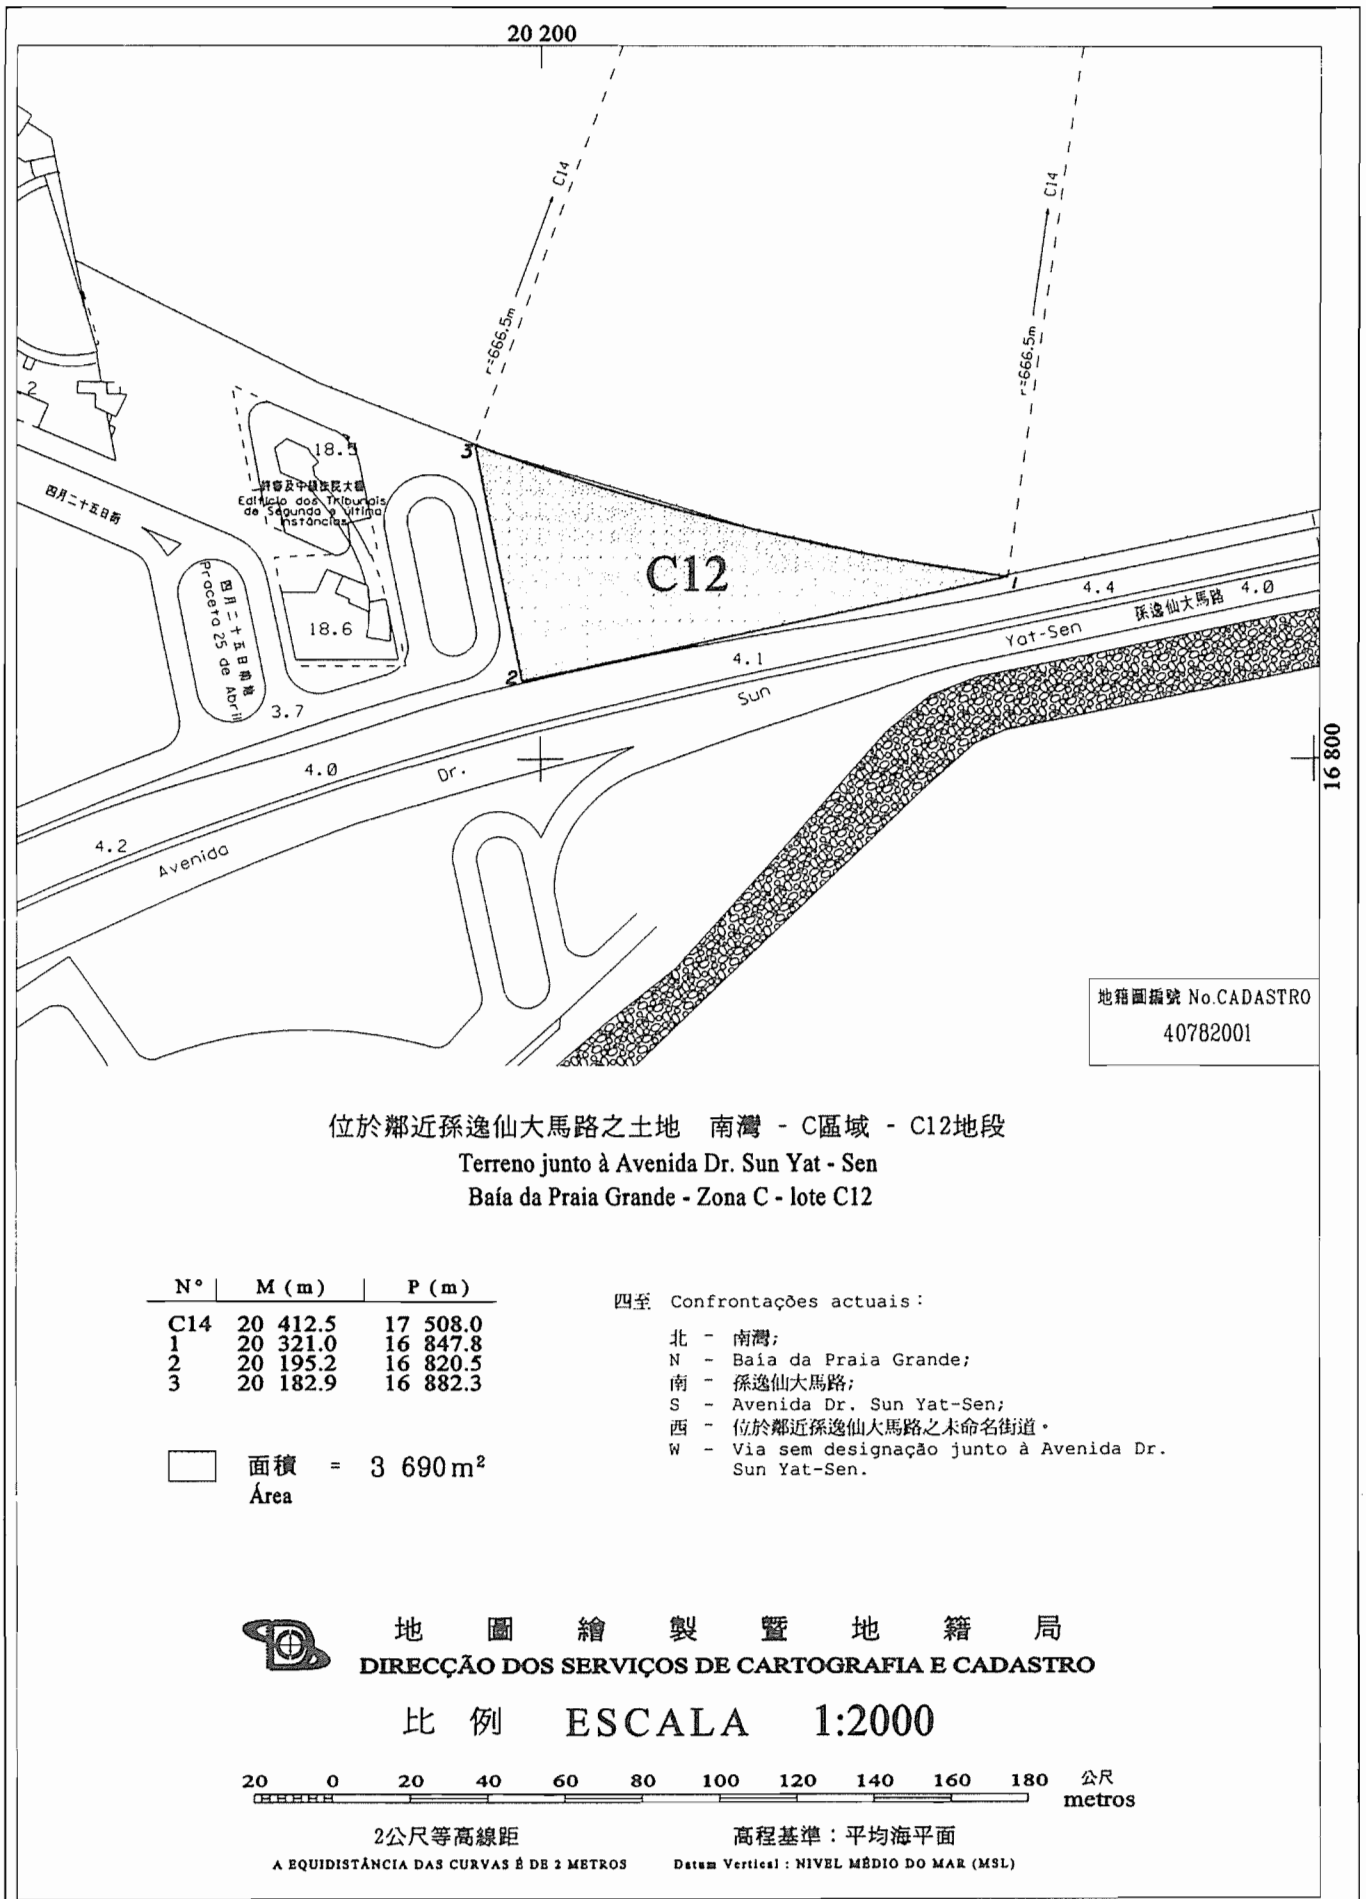 20 200
C14
C14
r=666.5m
r=666.5m
2
3
18.5
終審及中級法院大樓
Edifício dos Tribunais
de Segunda e Última
Instâncias
四月二十五日街
C12
1
4.4
孫逸仙大馬路
4.0
四月二十五日前地
Praceta 25 de Abril
18.6
Yat-Sen
4.1
2
Sun
3.7
16 800
4.0
Dr.
4.2
Avenida
地籍圖編號 No.CADASTRO
40782001
位於鄰近孫逸仙大馬路之土地 南灣 - C區域 - C12地段
Terreno junto à Avenida Dr. Sun Yat - Sen
Baía da Praia Grande - Zona C - lote C12
N° M (m) P (m)
C14 20 412.5 17 508.0
1 20 321.0 16 847.8
2 20 195.2 16 820.5
3 20 182.9 16 882.3
面積 = 3 690m²
Área
四至 Confrontações actuais :
北 - 南灣;
N - Baía da Praia Grande;
南 - 孫逸仙大馬路;
S - Avenida Dr. Sun Yat-Sen;
西 - 位於鄰近孫逸仙大馬路之未命名街道。
W - Via sem designação junto à Avenida Dr.
Sun Yat-Sen.
地圖繪製暨地籍局
DIRECÇÃO DOS SERVIÇOS DE CARTOGRAFIA E CADASTRO
比例 ESCALA 1:2000
20 0 20 40 60 80 100 120 140 160 180 公尺
metros
2公尺等高線距 高程基準：平均海平面
A EQUIDISTÂNCIA DAS CURVAS É DE 2 METROS Datum Vertical : NIVEL MÉDIO DO MAR (MSL)